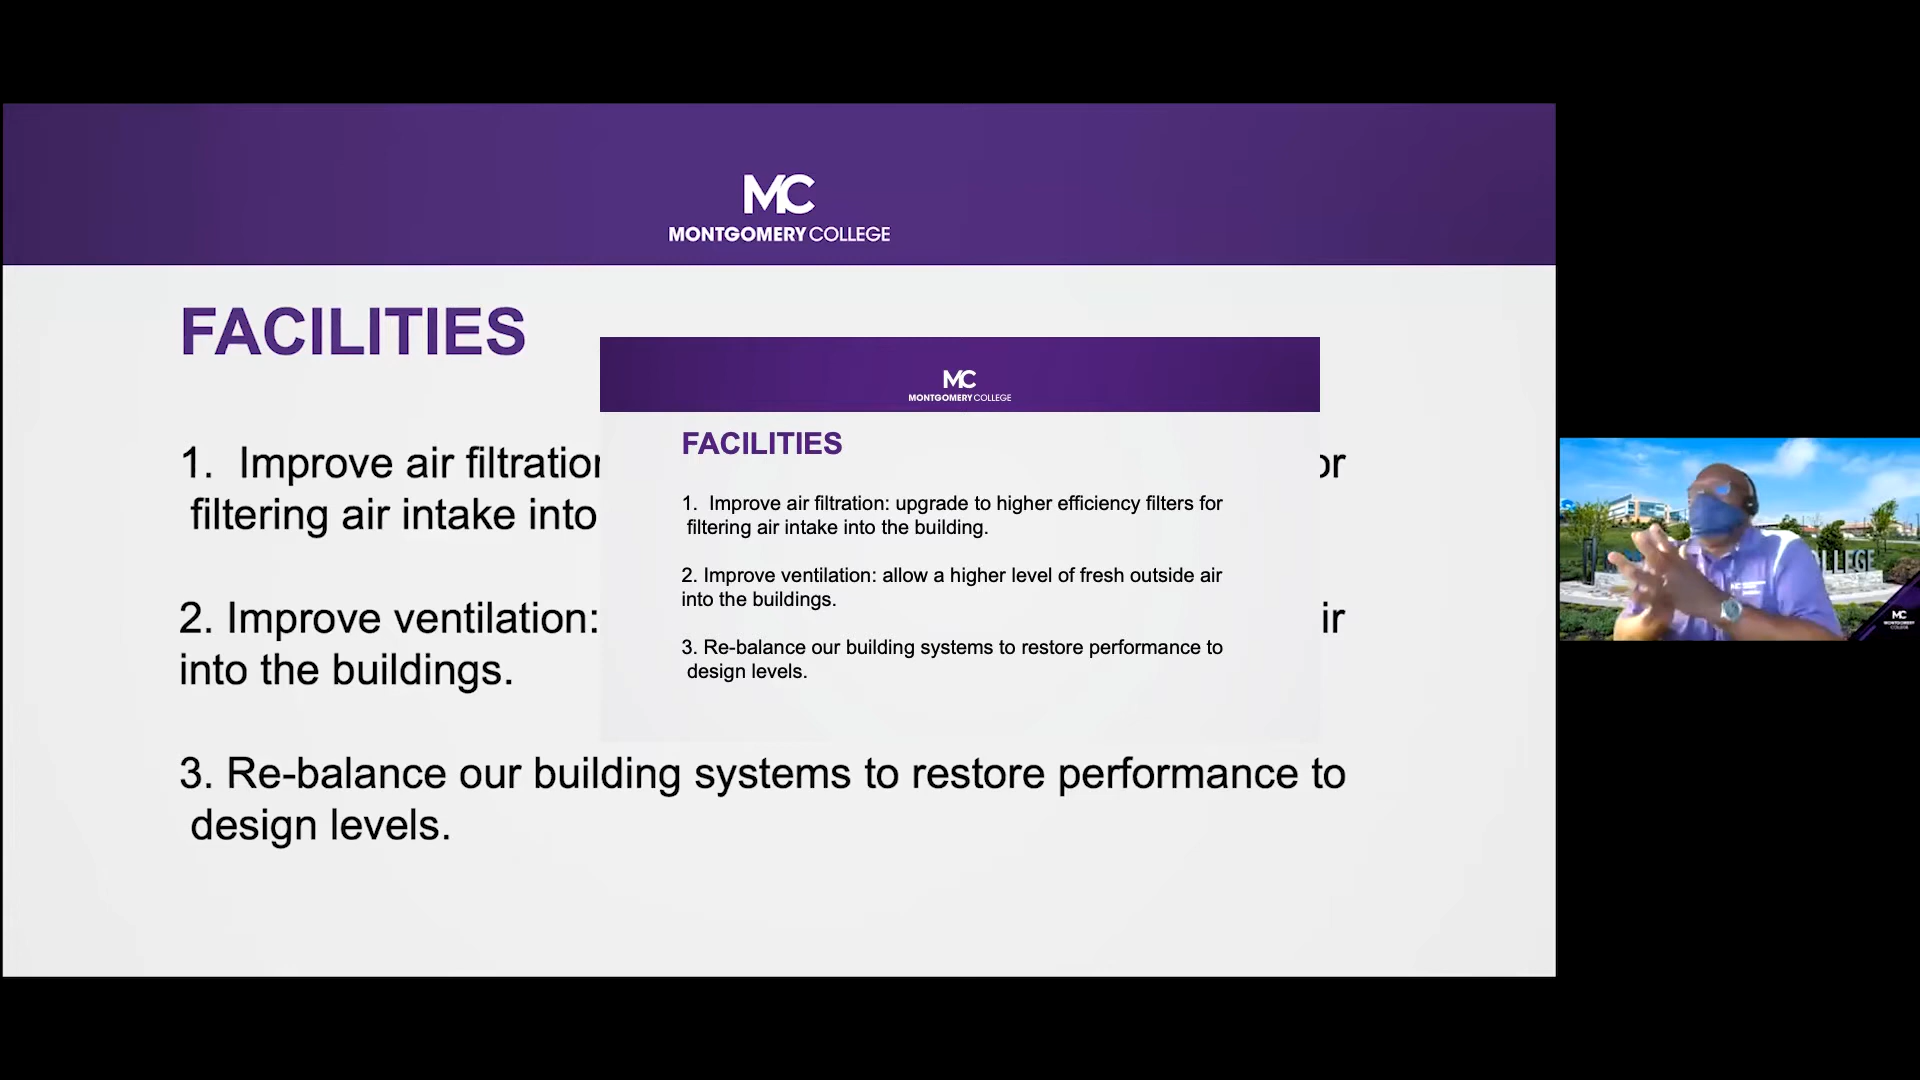 MC
MONTGOMERY COLLEGE
FACILITIES
1. Improve air filtration
or
filtering air intake into
2. Improve ventilation:
ir
into the buildings.
3. Re-balance our building systems to restore performance to
design levels.
MC
MONTGOMERY COLLEGE
FACILITIES
1. Improve air filtration: upgrade to higher efficiency filters for
filtering air intake into the building.
2. Improve ventilation: allow a higher level of fresh outside air
into the buildings.
3. Re-balance our building systems to restore performance to
design levels.
LLEGE
MC
MONTGOMERY
COLLEGE